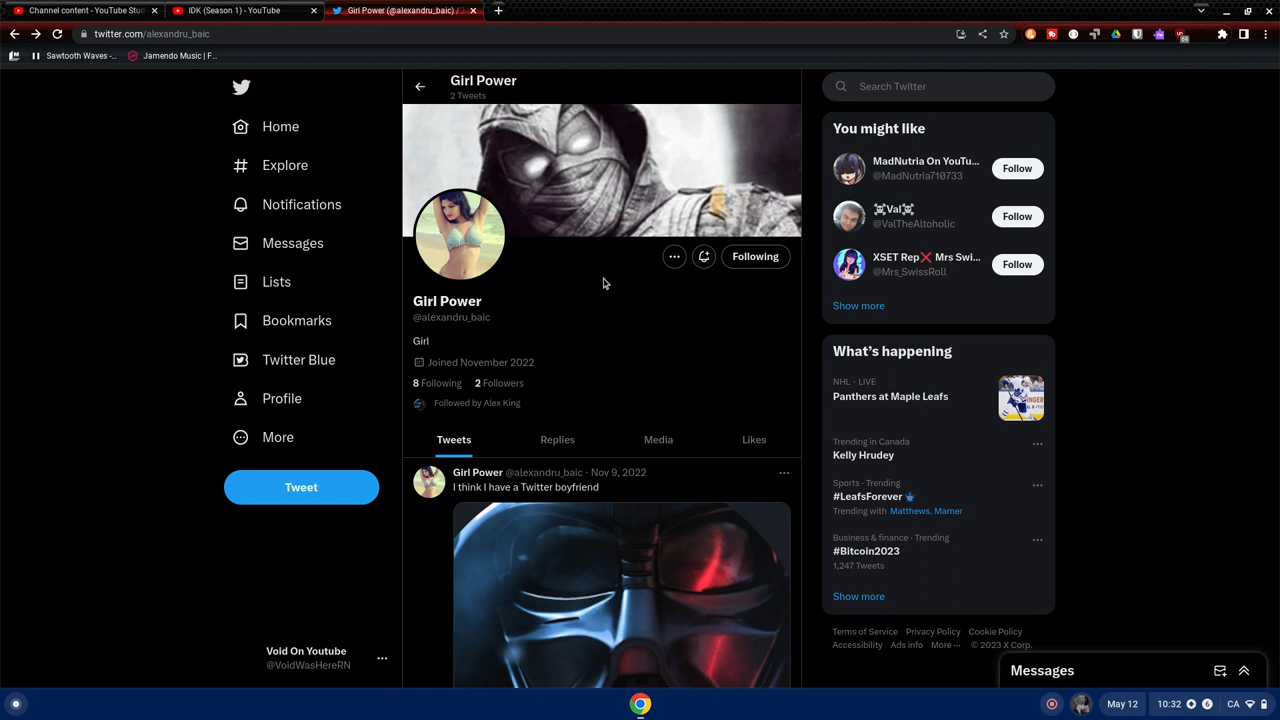 Channel content - YouTube Stu
IDK (Season 1) - YouTube
Girl Power (@alexandru_baic) /
twitter.com/alexandru_baic
Sawtooth Waves -...
Jamendo Music | F...
Girl Power
2 Tweets
Home
Explore
Notifications
Messages
Lists
Bookmarks
Twitter Blue
Profile
More
Tweet
Void On Youtube
@VoidWasHereRN
Following
Girl Power
@alexandru_baic
Girl
Joined November 2022
8 Following 2 Followers
Followed by Alex King
Tweets Replies Media Likes
Girl Power @alexandru_baic · Nov 9, 2022
I think I have a Twitter boyfriend
Search Twitter
You might like
MadNutria On YouTu...
@MadNutria710733
Follow
☠️Val☠️
@ValTheAltoholic
Follow
XSET Rep❌ Mrs Swi...
@Mrs_SwissRoll
Follow
Show more
What's happening
NHL · LIVE
Panthers at Maple Leafs
Trending in Canada
Kelly Hrudey
Sports · Trending
#LeafsForever
Trending with Matthews, Marner
Business & finance · Trending
#Bitcoin2023
1,247 Tweets
Show more
Terms of Service Privacy Policy Cookie Policy
Accessibility Ads info More ··· © 2023 X Corp.
Messages
May 12 10:32 6 CA